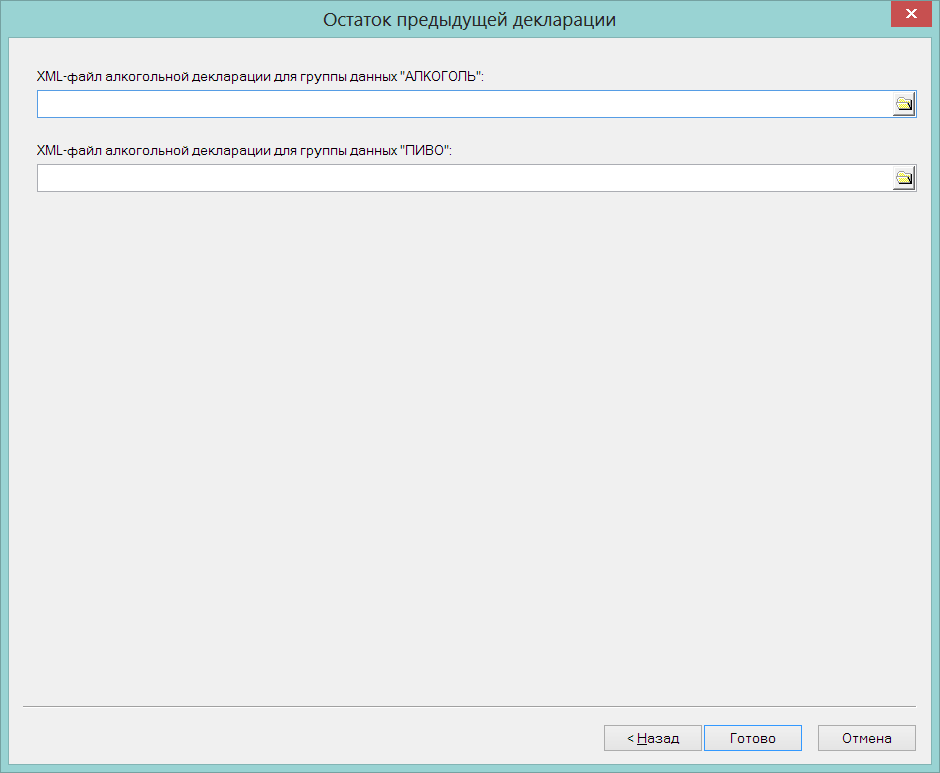 Остаток предыдущей декларации
XML-файл алкогольной декларации для группы данных "АЛКОГОЛЬ":
XML-файл алкогольной декларации для группы данных "ПИВО":
< Назад
Готово
Отмена